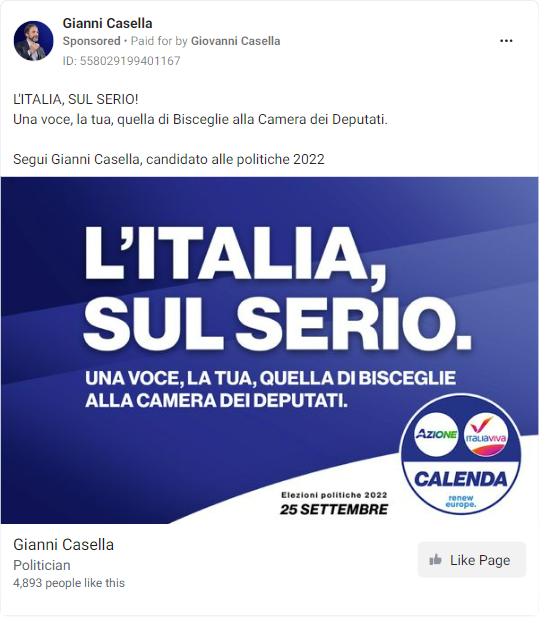 Gianni Casella
Sponsored • Paid for by Giovanni Casella
ID: 558029199401167
L'ITALIA, SUL SERIO!
Una voce, la tua, quella di Bisceglie alla Camera dei Deputati.
Segui Gianni Casella, candidato alle politiche 2022
L'ITALIA,
SUL SERIO.
UNA VOCE, LA TUA, QUELLA DI BISCEGLIE
ALLA CAMERA DEI DEPUTATI.
AZIONE
ITALIAVIVA
CALENDA
renew
europe.
Elezioni politiche 2022
25 SETTEMBRE
Gianni Casella
Politician
4,893 people like this
Like Page